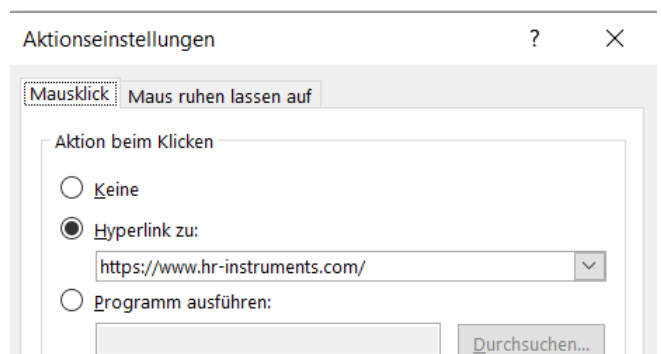 Aktionseinstellungen ?
Mausklick Maus ruhen lassen auf
Aktion beim Klicken
Keine
Hyperlink zu:
https://www.hr-instruments.com/
Programm ausführen:
Durchsuchen...